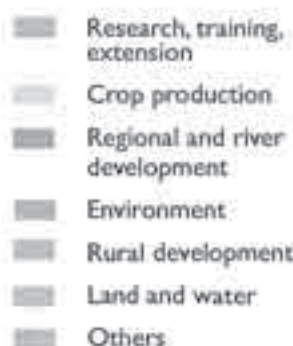 Research, training,
extension
Crop production
Regional and river
development
Environment
Rural development
Land and water
Others